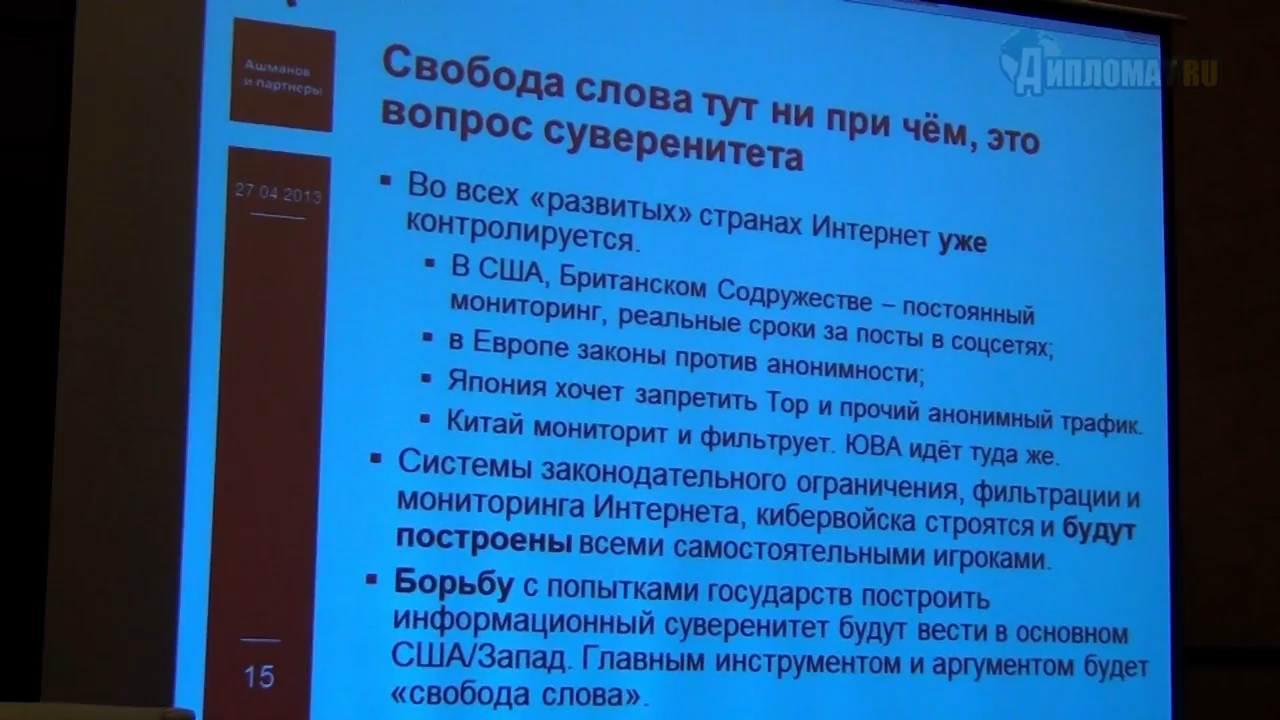 Дипломат.RU
Ашманов
и партнеры
27.04.2013
Свобода слова тут ни при чём, это
вопрос суверенитета
▪ Во всех «развитых» странах Интернет уже
контролируется.
▪ В США, Британском Содружестве – постоянный
мониторинг, реальные сроки за посты в соцсетях;
▪ в Европе законы против анонимности;
▪ Япония хочет запретить Тор и прочий анонимный трафик.
▪ Китай мониторит и фильтрует. ЮВА идёт туда же.
▪ Системы законодательного ограничения, фильтрации и
мониторинга Интернета, кибервойска строятся и будут
построены всеми самостоятельными игроками.
▪ Борьбу с попытками государств построить
информационный суверенитет будут вести в основном
США/Запад. Главным инструментом и аргументом будет
«свобода слова».
15